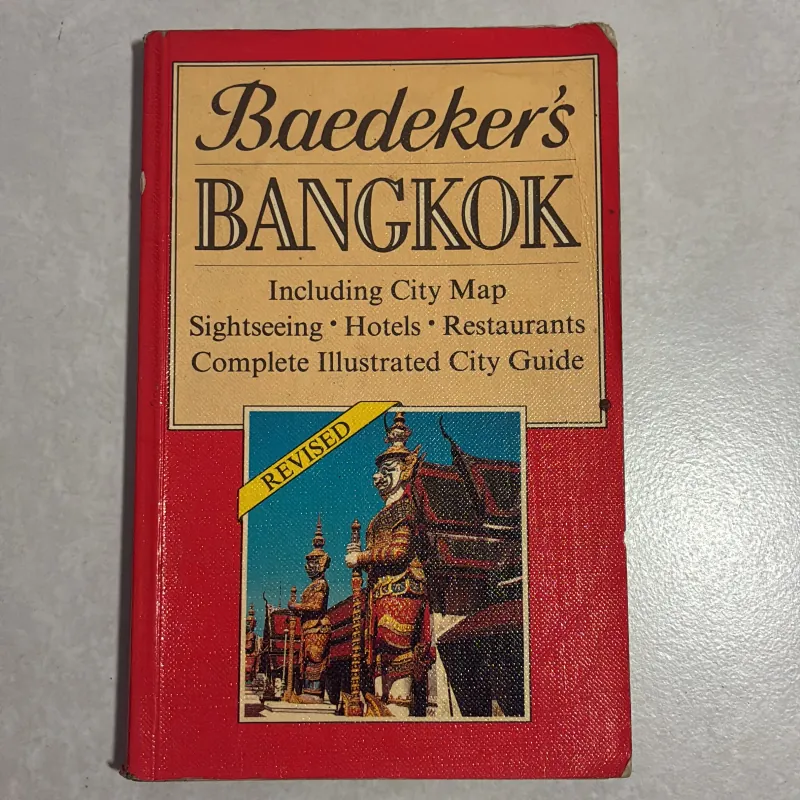 Baedeker's
BANGKOK
Including City Map
Sightseeing • Hotels • Restaurants
Complete Illustrated City Guide
REVISED